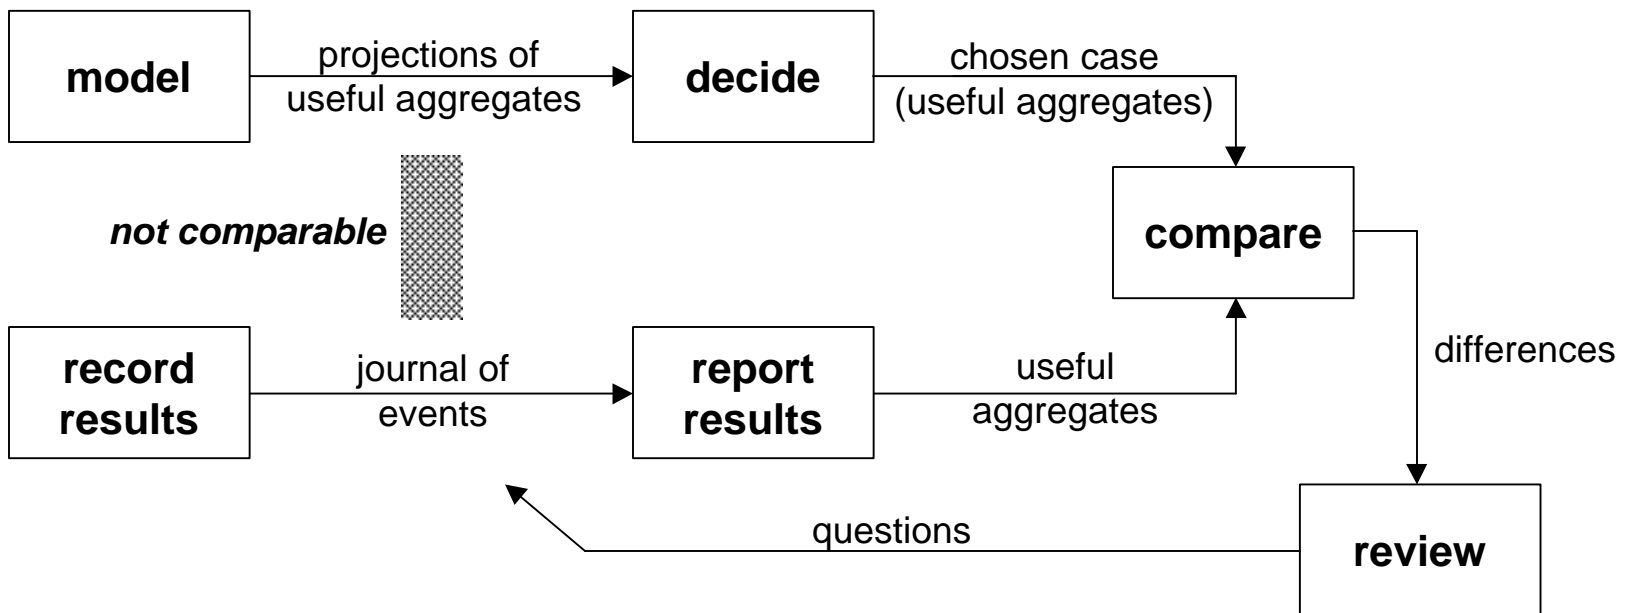 model
projections of
useful aggregates
decide
chosen case
(useful aggregates)
not comparable
compare
record
results
journal of
events
report
results
useful
aggregates
differences
questions
review